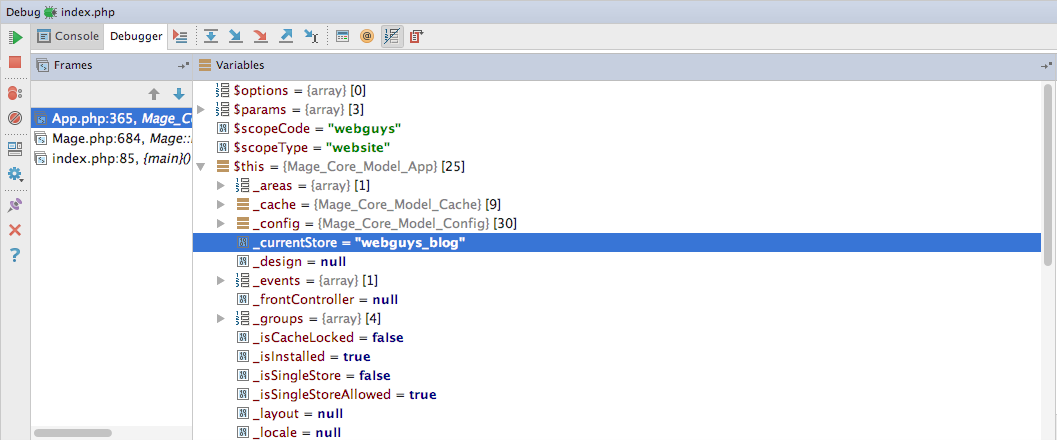 Debug index.php
Console Debugger
Frames
App.php:365, Mage_Co
Mage.php:684, Mage::
index.php:85, {main}()
Variables
$options = {array} [0]
$params = {array} [3]
$scopeCode = "webguys"
$scopeType = "website"
$this = {Mage_Core_Model_App} [25]
_areas = {array} [1]
_cache = {Mage_Core_Model_Cache} [9]
_config = {Mage_Core_Model_Config} [30]
_currentStore = "webguys_blog"
_design = null
_events = {array} [1]
_frontController = null
_groups = {array} [4]
_isCacheLocked = false
_isInstalled = true
_isSingleStore = false
_isSingleStoreAllowed = true
_layout = null
_locale = null